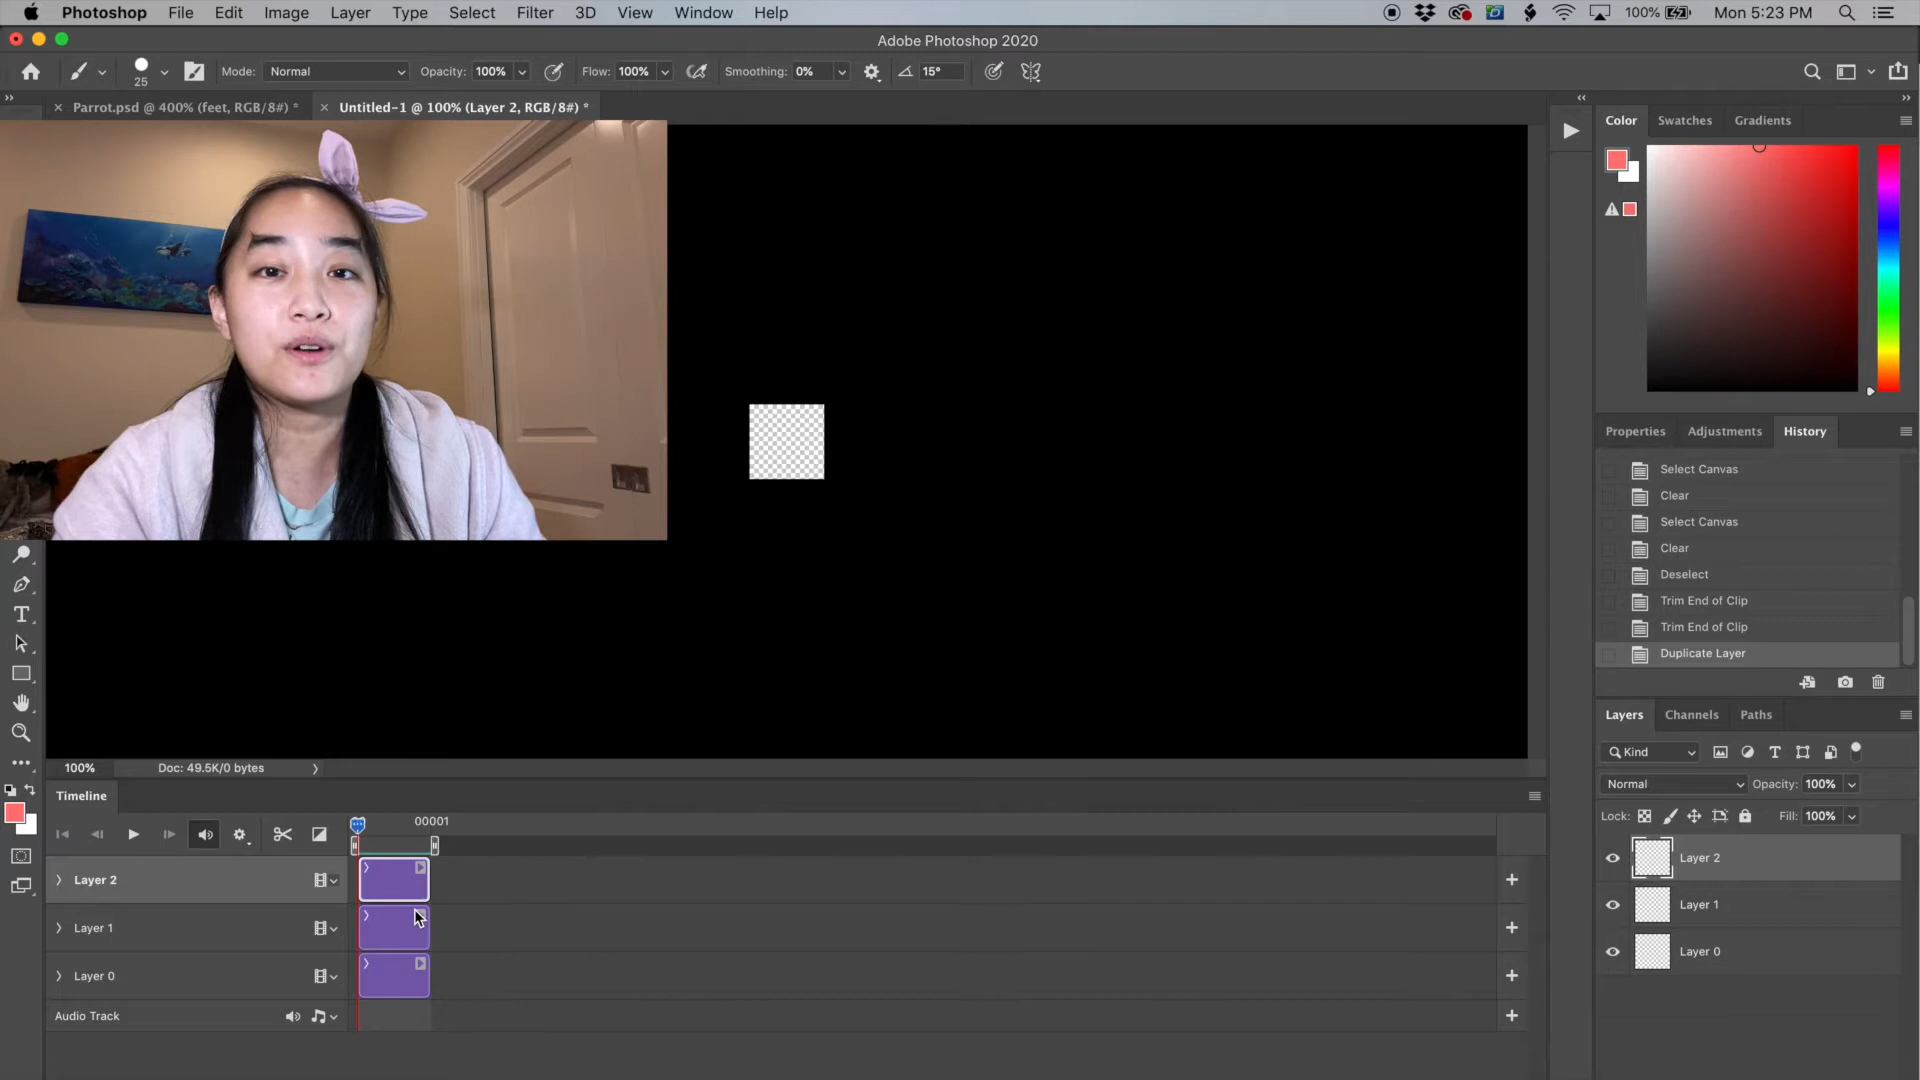 Photoshop File Edit Image Layer Type Select Filter 3D View Window Help 100% Mon 5:23 PM
Adobe Photoshop 2020
25 Mode: Normal Opacity: 100% Flow: 100% Smoothing: 0% 15°
Parrot.psd @ 400% (feet, RGB/8#) * Untitled-1 @ 100% (Layer 2, RGB/8#) *
Color Swatches Gradients
Properties Adjustments History
Select Canvas
Clear
Select Canvas
Clear
Deselect
Trim End of Clip
Trim End of Clip
Duplicate Layer
Layers Channels Paths
Kind
Normal Opacity: 100%
Lock: Fill: 100%
Layer 2
Layer 1
Layer 0
100% Doc: 49.5K/0 bytes
Timeline
00001
Layer 2
Layer 1
Layer 0
Audio Track